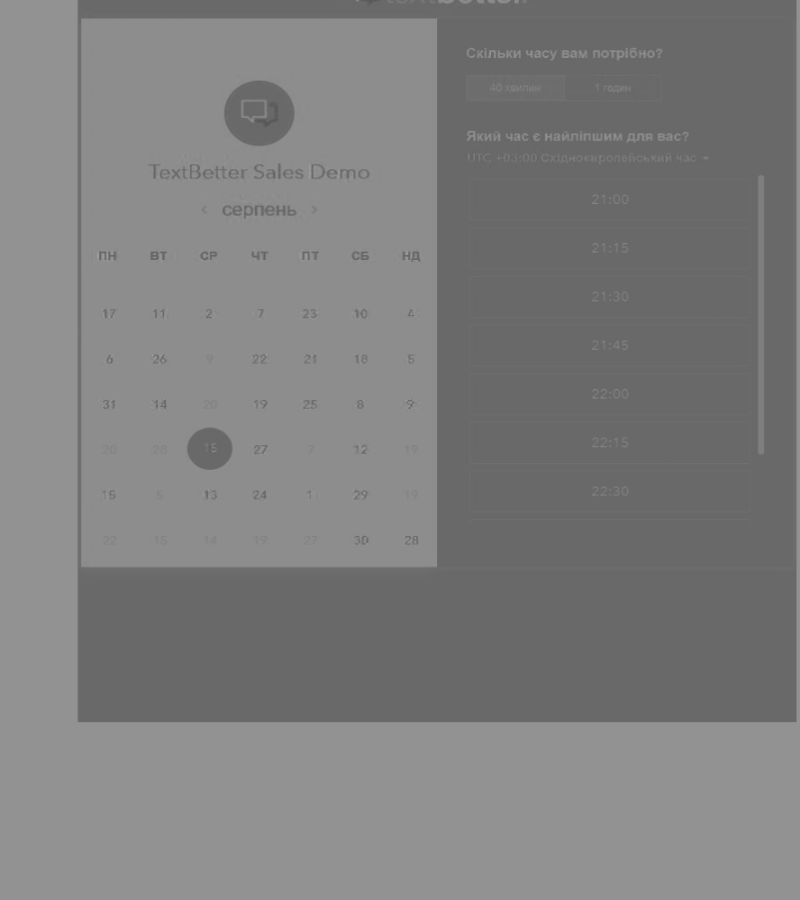 textbetter.
TextBetter Sales Demo
‹ серпень ›
ПН ВТ СР ЧТ ПТ СБ НД
17 11 2 7 23 10 4
6 26 9 22 21 18 5
31 14 20 19 25 8 9
20 20 15 27 7 12 19
15 5 13 24 1 29 19
22 15 14 19 27 30 28
Скільки часу вам потрібно?
40 хвилин 1 годин
Який час є найліпшим для вас?
UTC +03:00 Східноєвропейський час
21:00
21:15
21:30
21:45
22:00
22:15
22:30